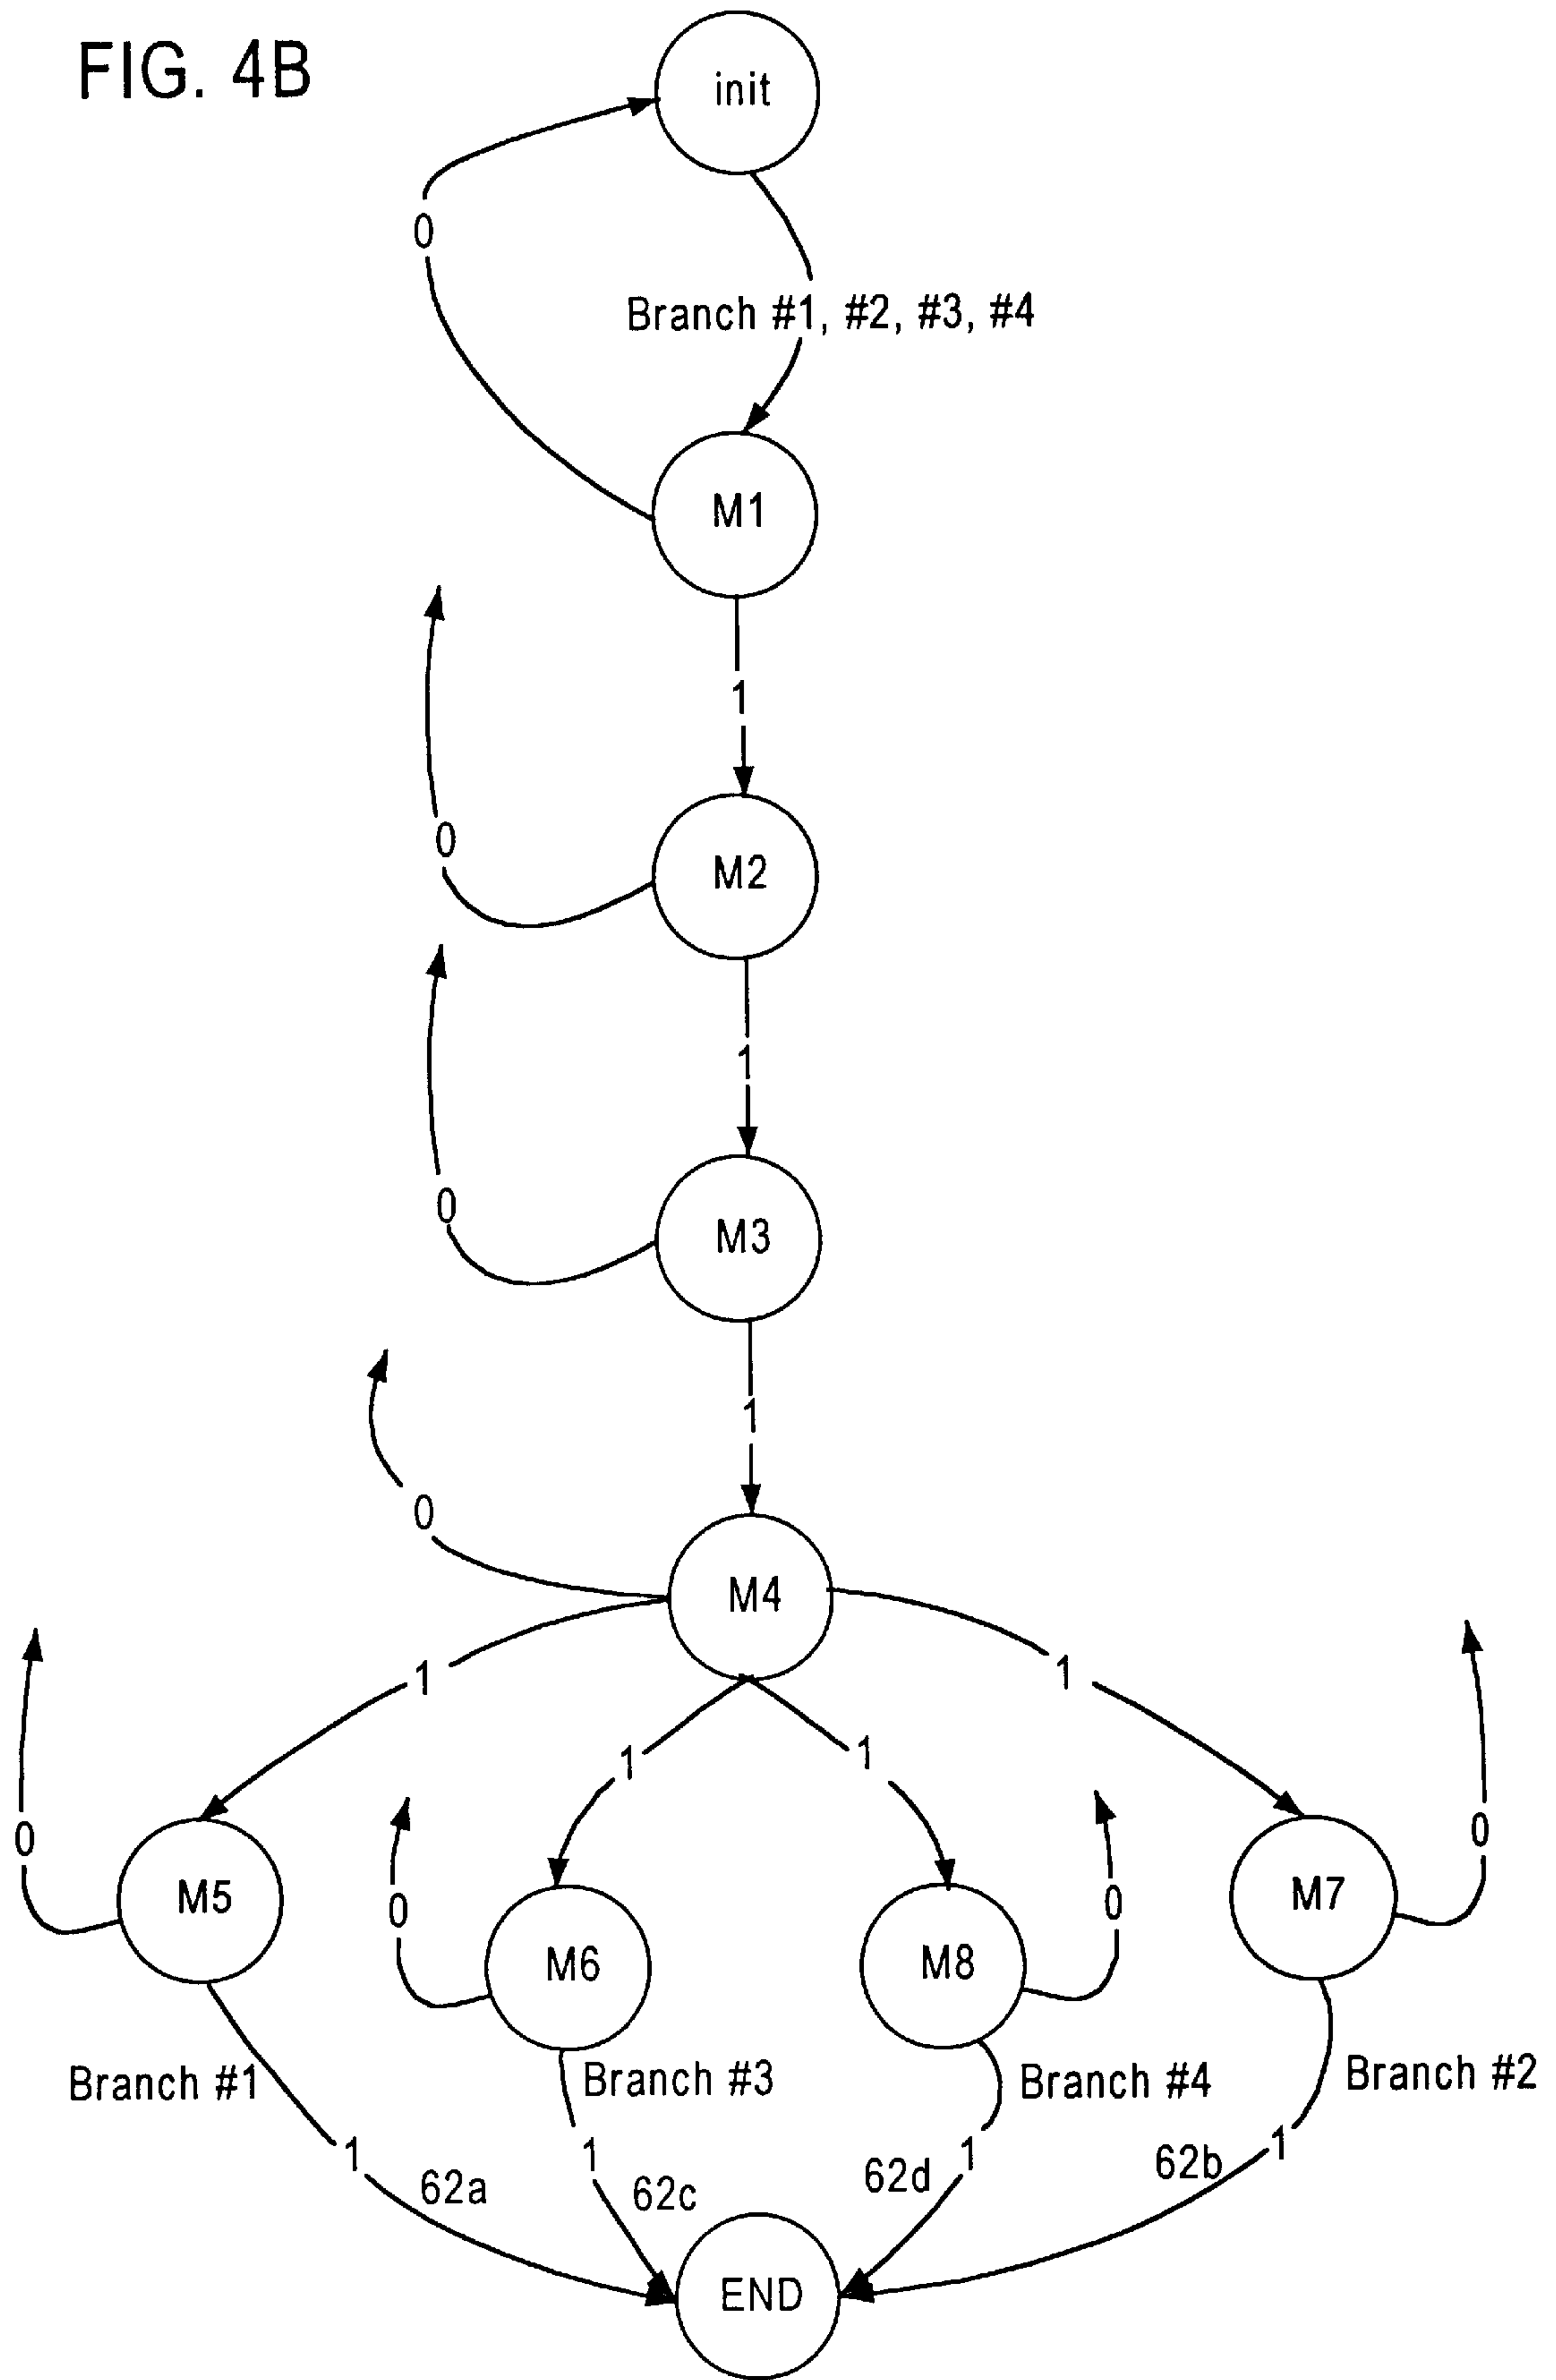 FIG. 4B
init
0
Branch #1, #2, #3, #4
M1
1
0
M2
1
0
M3
1
0
M4
1
1
1
1
0
0
0
0
M5
M6
M8
M7
Branch #1
Branch #3
Branch #4
Branch #2
1
62a
1
62c
62d
1
62b
1
END